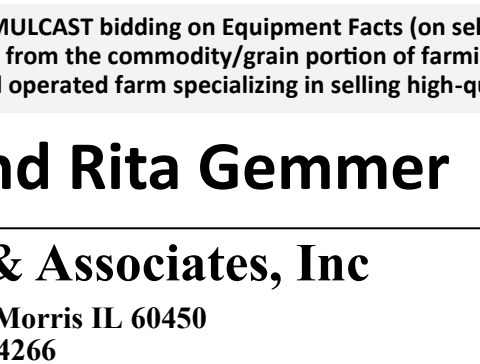 MULCAST bidding on Equipment Facts (on sel
from the commodity/grain portion of farmi
operated farm specializing in selling high-qu
nd Rita Gemmer
& Associates, Inc
Morris IL 60450
4266